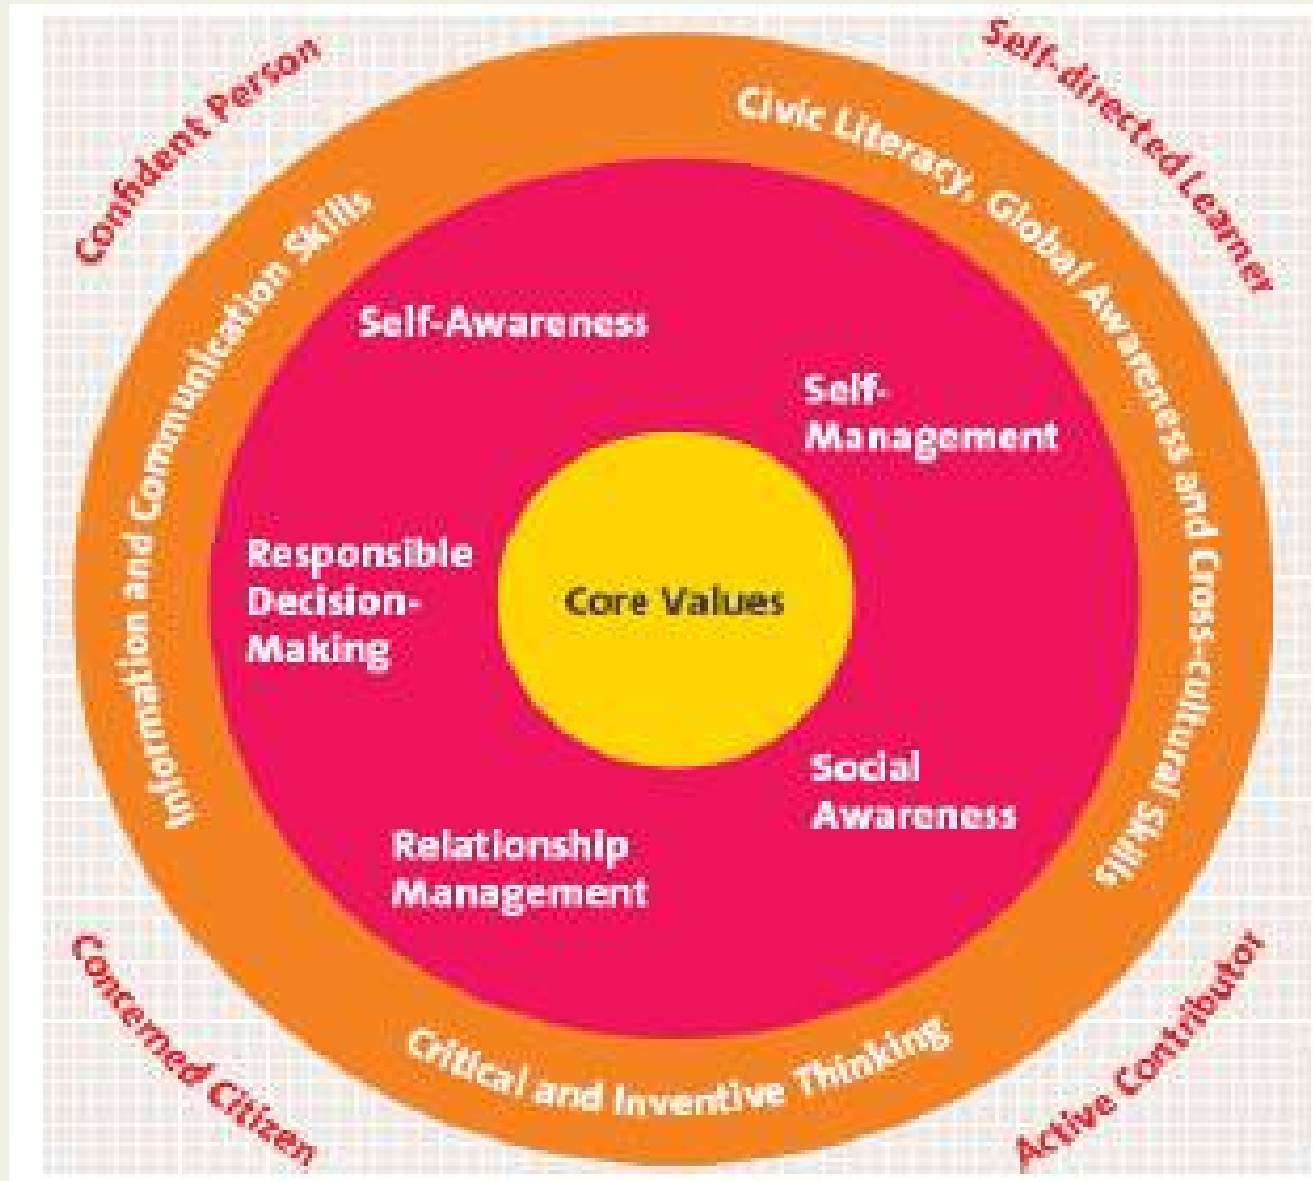 Confident Person
Self-directed Learner
Civic Literacy, Global Awareness and Cross-cultural Skills
Information and Communication Skills
Self-Awareness
Self-
Management
Responsible
Decision-
Making
Core Values
Social
Awareness
Relationship
Management
Critical and Inventive Thinking
Concerned Citizen
Active Contributor